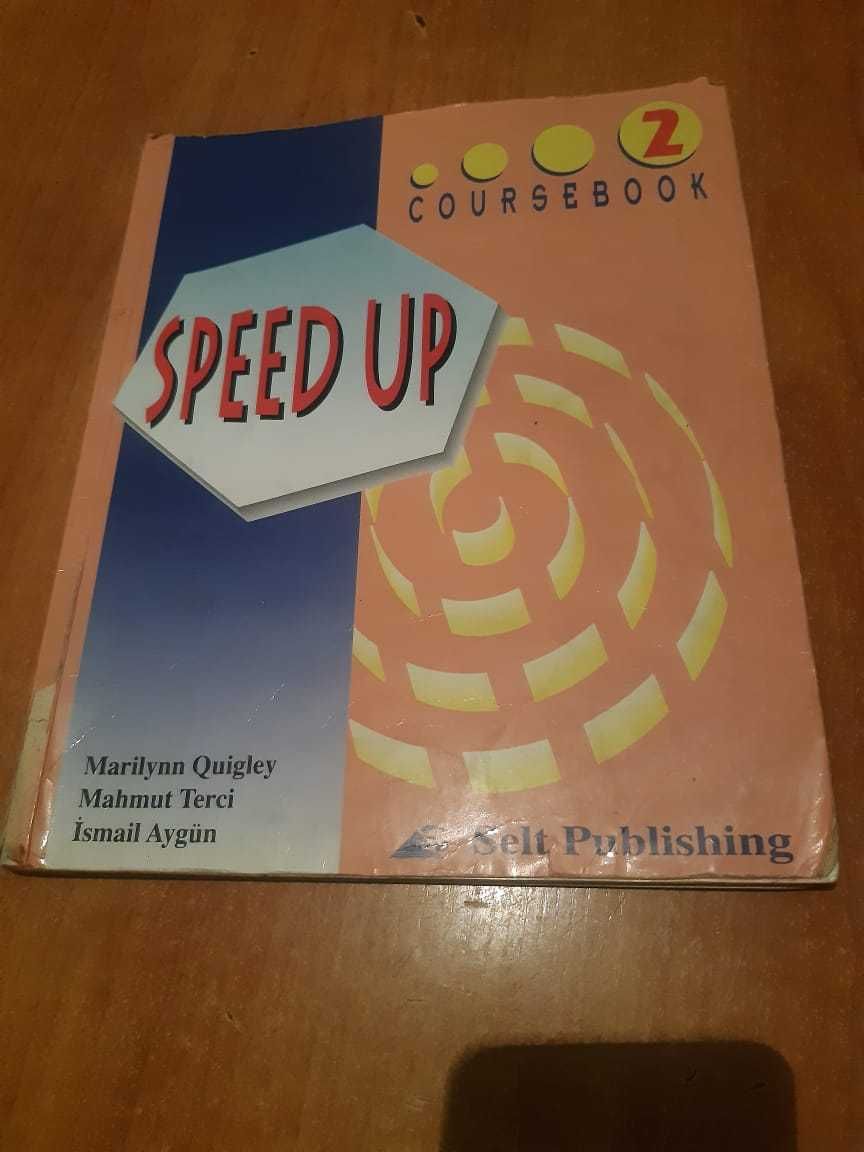 2
COURSEBOOK
SPEED UP
Marilynn Quigley
Mahmut Terci
İsmail Aygün
Selt Publishing